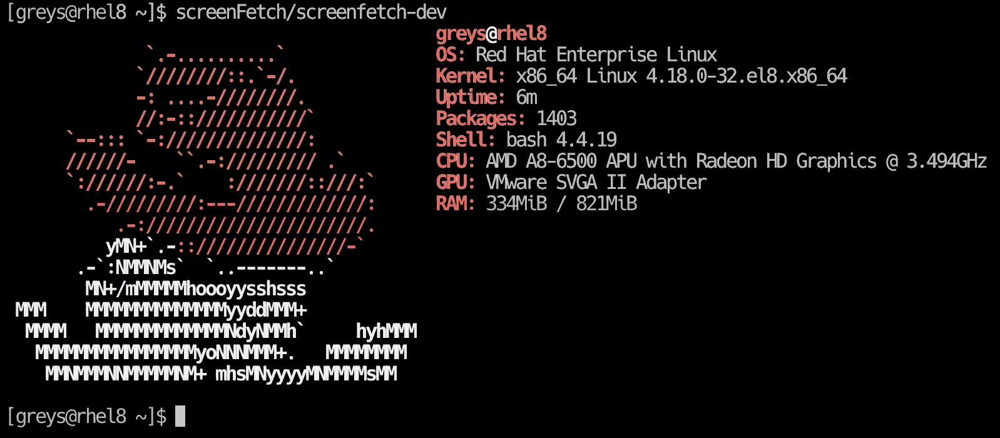 [greys@rhel8 ~]$ screenFetch/screenfetch-dev
greys@rhel8
`.-..........`
OS: Red Hat Enterprise Linux
`////////::.`-/.
Kernel: x86_64 Linux 4.18.0-32.el8.x86_64
-: ....-////////.
Uptime: 6m
//:-::///////////`
Packages: 1403
`--::: `-://////////////:
Shell: bash 4.4.19
//////-    ``.-:///////// .`
CPU: AMD A8-6500 APU with Radeon HD Graphics @ 3.494GHz
`://////:-.`    :///////::///:`
GPU: VMware SVGA II Adapter
.-/////////:---/////////////:
RAM: 334MiB / 821MiB
.-://////////////////////.
yMN+`.-::///////////////-`
.-`:NMMNMs`  `..-------..`
MN+/mMMMMMhoooyysshsss
MMM    MMMMMMMMMMMMMMyyddMMM+
MMMM   MMMMMMMMMMMMMNdyNMMh`     hyhMMM
MMMMMMMMMMMMMMMMyoNNNMMM+.   MMMMMMMM
MMNMMMNNMMMMMNM+ mhsMNyyyyMNMMMMsMM
[greys@rhel8 ~]$